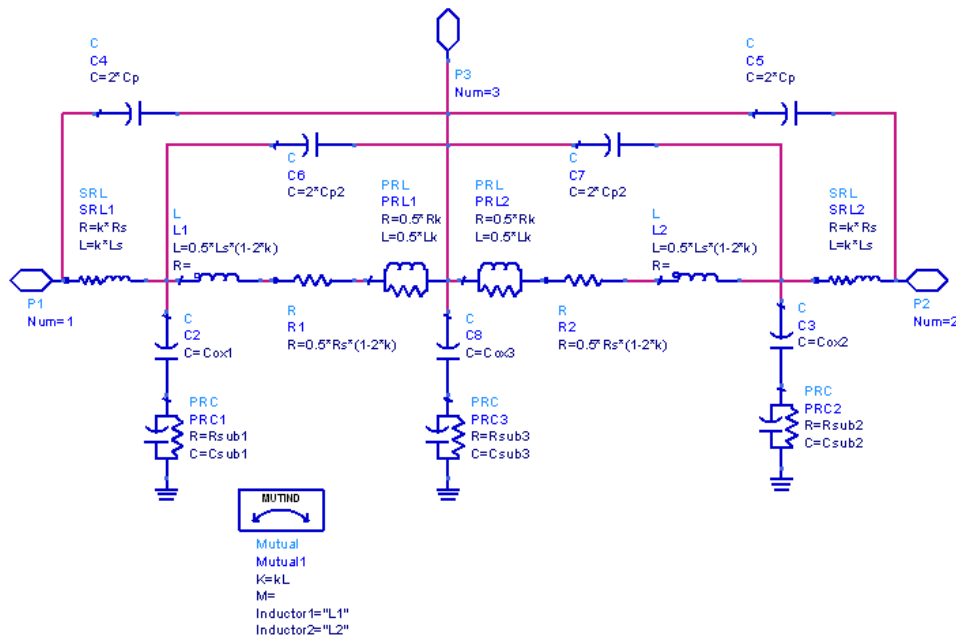 C
C4
C=2*Cp
P3
Num=3
C
C5
C=2*Cp
C
C6
C=2*Cp2
C
C7
C=2*Cp2
SRL
SRL1
R=k*Rs
L=k*Ls
L
L1
L=0.5*Ls*(1-2*k)
R=
PRL
PRL1
R=0.5*Rk
L=0.5*Lk
PRL
PRL2
R=0.5*Rk
L=0.5*Lk
L
L2
L=0.5*Ls*(1-2*k)
R=
SRL
SRL2
R=k*Rs
L=k*Ls
P1
Num=1
R
R1
R=0.5*Rs*(1-2*k)
R
R2
R=0.5*Rs*(1-2*k)
P2
Num=2
C
C2
C=Cox1
C
C8
C=Cox3
C
C3
C=Cox2
PRC
PRC1
R=Rsub1
C=Csub1
PRC
PRC3
R=Rsub3
C=Csub3
PRC
PRC2
R=Rsub2
C=Csub2
MUTIND
Mutual
Mutual1
K=kL
M=
Inductor1="L1"
Inductor2="L2"